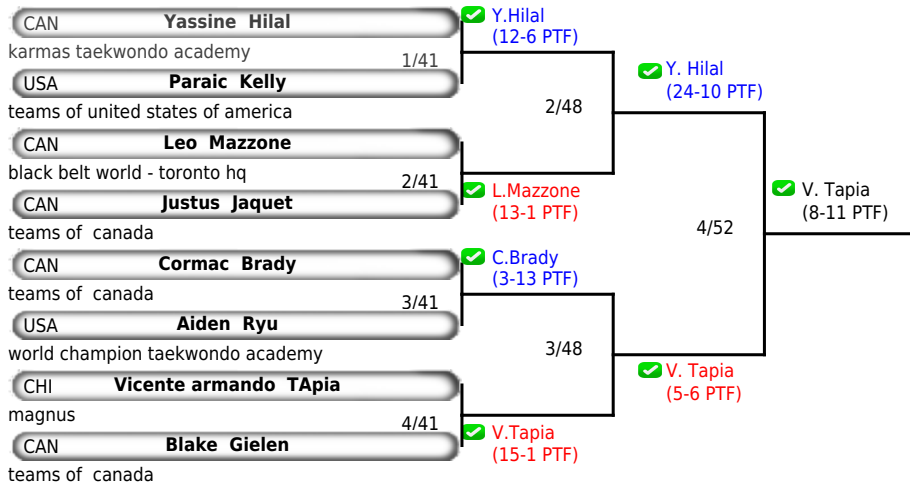 CAN Yassine Hilal
karmas taekwondo academy
1/41
USA Paraic Kelly
teams of united states of america
CAN Leo Mazzone
black belt world - toronto hq
2/41
CAN Justus Jaquet
teams of canada
CAN Cormac Brady
teams of canada
3/41
USA Aiden Ryu
world champion taekwondo academy
CHI Vicente armando TApia
magnus
4/41
CAN Blake Gielen
teams of canada
Y.Hilal
(12-6 PTF)
2/48
L.Mazzone
(13-1 PTF)
C.Brady
(3-13 PTF)
3/48
V.Tapia
(15-1 PTF)
Y. Hilal
(24-10 PTF)
4/52
V. Tapia
(5-6 PTF)
V. Tapia
(8-11 PTF)